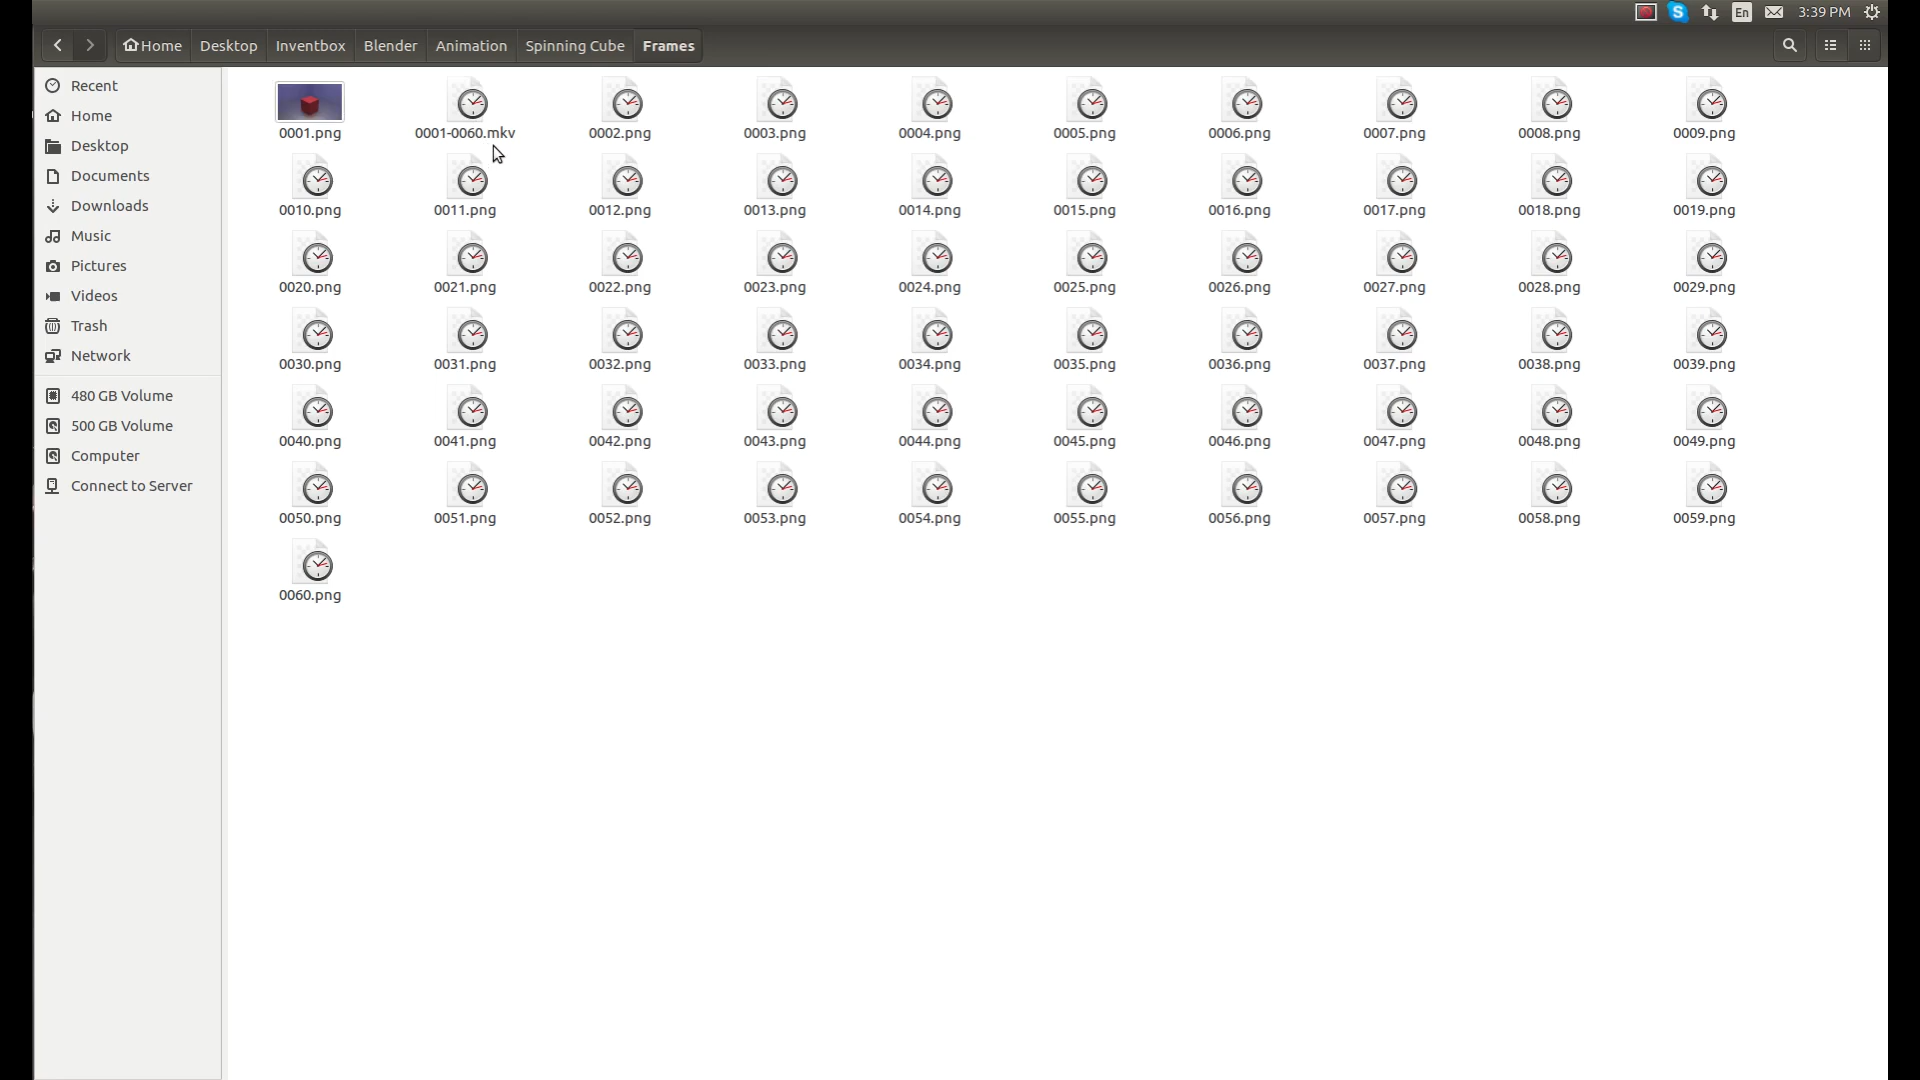 S En 3:39 PM
Home Desktop Inventbox Blender Animation Spinning Cube Frames
Recent
Home
Desktop
Documents
Downloads
Music
Pictures
Videos
Trash
Network
480 GB Volume
500 GB Volume
Computer
Connect to Server
0001.png 0001-0060.mkv 0002.png 0003.png 0004.png 0005.png 0006.png 0007.png 0008.png 0009.png
0010.png 0011.png 0012.png 0013.png 0014.png 0015.png 0016.png 0017.png 0018.png 0019.png
0020.png 0021.png 0022.png 0023.png 0024.png 0025.png 0026.png 0027.png 0028.png 0029.png
0030.png 0031.png 0032.png 0033.png 0034.png 0035.png 0036.png 0037.png 0038.png 0039.png
0040.png 0041.png 0042.png 0043.png 0044.png 0045.png 0046.png 0047.png 0048.png 0049.png
0050.png 0051.png 0052.png 0053.png 0054.png 0055.png 0056.png 0057.png 0058.png 0059.png
0060.png